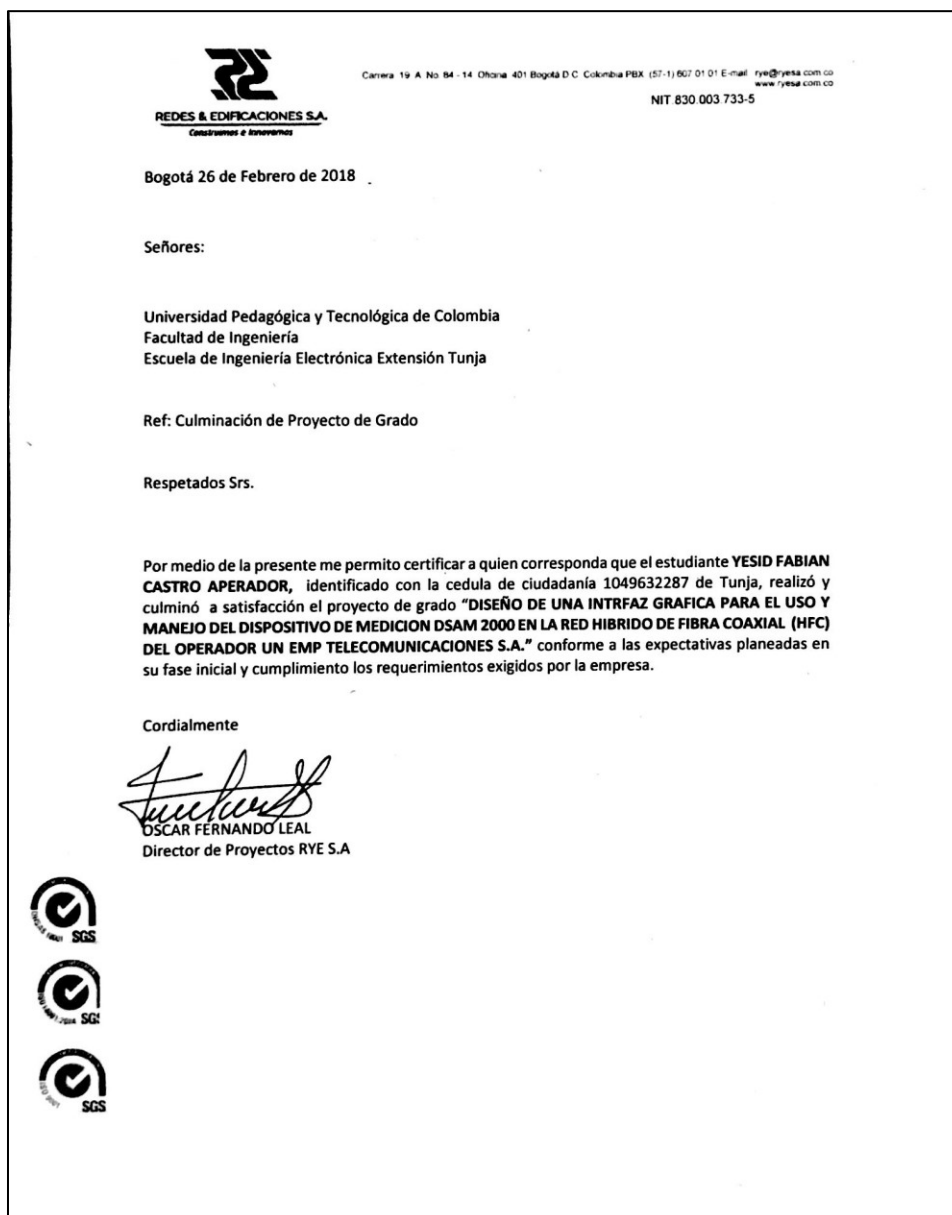 REDES & EDIFICACIONES S.A.
Construimos e Innovamos
Carrera 19 A No 84 - 14 Oficina 401 Bogotá D C Colombia PBX (57-1) 607 01 01 E-mail rye@ryesa com co
www ryesa com co
NIT 830 003 733-5
Bogotá 26 de Febrero de 2018
Señores:
Universidad Pedagógica y Tecnológica de Colombia
Facultad de Ingeniería
Escuela de Ingeniería Electrónica Extensión Tunja
Ref: Culminación de Proyecto de Grado
Respetados Srs.
Por medio de la presente me permito certificar a quien corresponda que el estudiante YESID FABIAN
CASTRO APERADOR, identificado con la cedula de ciudadanía 1049632287 de Tunja, realizó y
culminó a satisfacción el proyecto de grado "DISEÑO DE UNA INTRFAZ GRAFICA PARA EL USO Y
MANEJO DEL DISPOSITIVO DE MEDICION DSAM 2000 EN LA RED HIBRIDO DE FIBRA COAXIAL (HFC)
DEL OPERADOR UN EMP TELECOMUNICACIONES S.A." conforme a las expectativas planeadas en
su fase inicial y cumplimiento los requerimientos exigidos por la empresa.
Cordialmente
OSCAR FERNANDO LEAL
Director de Proyectos RYE S.A
OHSAS 18001 SGS
ISO 14001:2004 SGS
ISO 9001 SGS